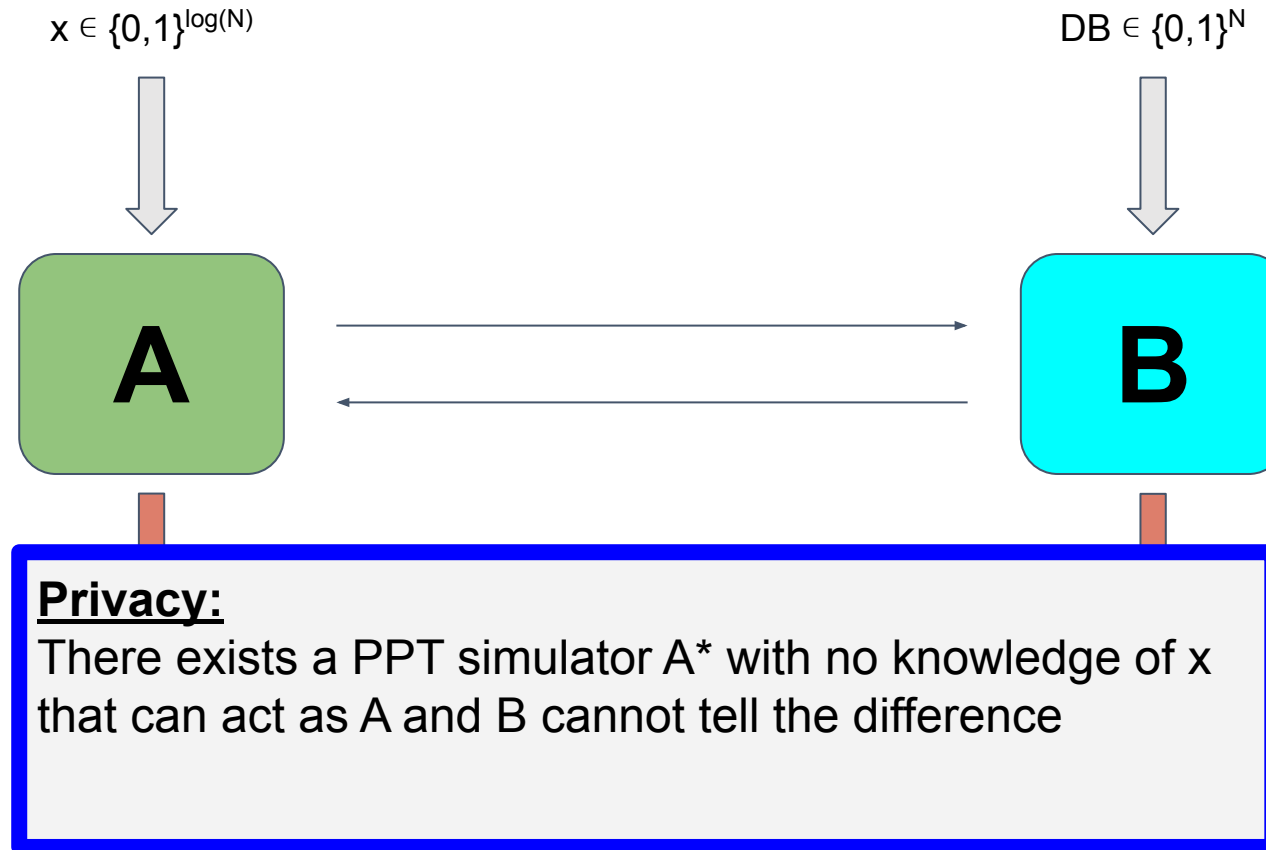 x ∈ {0,1}^log(N)
DB ∈ {0,1}^N
A
B
Privacy:
There exists a PPT simulator A* with no knowledge of x
that can act as A and B cannot tell the difference